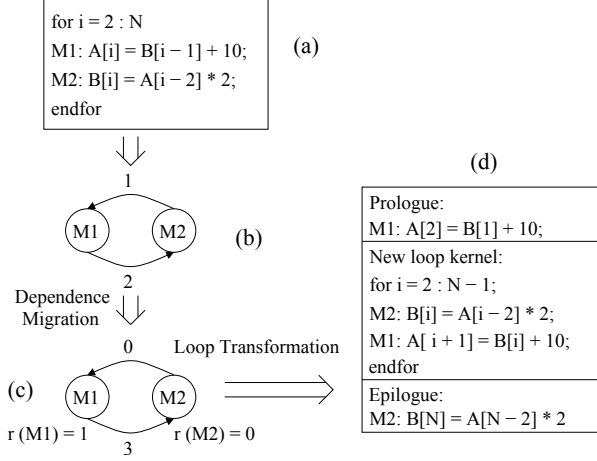 for i = 2 : N
M1: A[i] = B[i − 1] + 10;
M2: B[i] = A[i − 2] * 2;
endfor
(a)
1
M1
M2
2
(b)
Dependence
Migration
0
M1
M2
3
r (M1) = 1
r (M2) = 0
(c)
Loop Transformation
(d)
Prologue:
M1: A[2] = B[1] + 10;
New loop kernel:
for i = 2 : N − 1;
M2: B[i] = A[i − 2] * 2;
M1: A[ i + 1] = B[i] + 10;
endfor
Epilogue:
M2: B[N] = A[N − 2] * 2